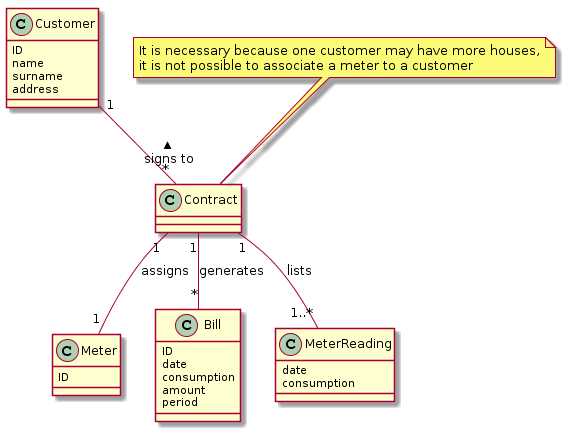 C Customer
ID
name
surname
address
It is necessary because one customer may have more houses,
it is not possible to associate a meter to a customer
1
▲
signs to
*
C Contract
1 1 1
assigns generates lists
1 * 1..*
C Meter
ID
C Bill
ID
date
consumption
amount
period
C MeterReading
date
consumption